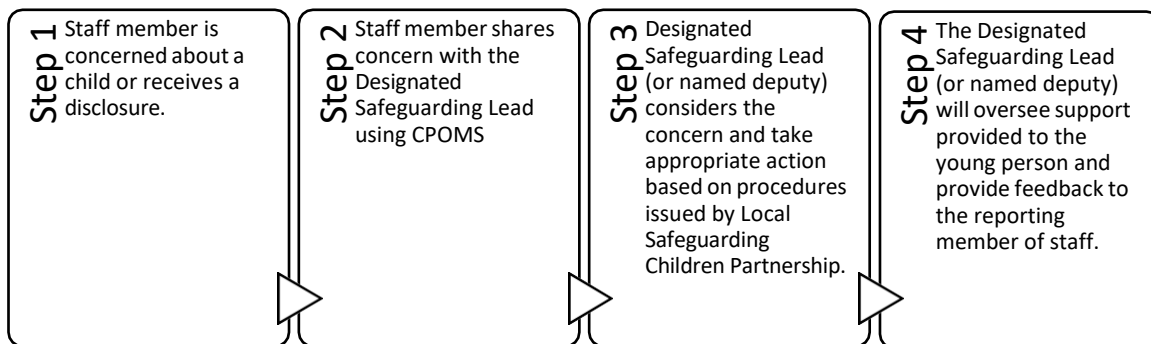 Step 1
Staff member is
concerned about a
child or receives a
disclosure.
Step 2
Staff member shares
concern with the
Designated
Safeguarding Lead
using CPOMS
Step 3
Designated
Safeguarding Lead
(or named deputy)
considers the
concern and take
appropriate action
based on procedures
issued by Local
Safeguarding
Children Partnership.
Step 4
The Designated
Safeguarding Lead
(or named deputy)
will oversee support
provided to the
young person and
provide feedback to
the reporting
member of staff.